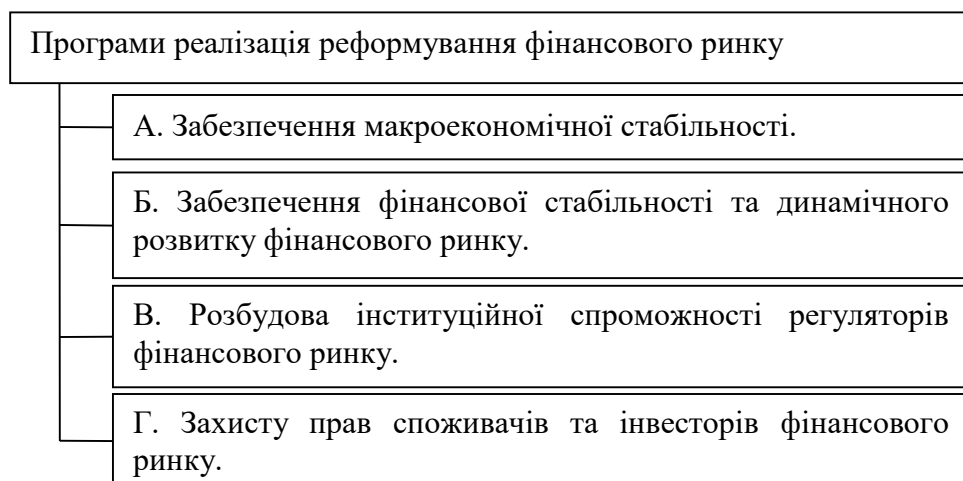 Програми реалізація реформування фінансового ринку
А. Забезпечення макроекономічної стабільності.
Б. Забезпечення фінансової стабільності та динамічного
розвитку фінансового ринку.
В. Розбудова інституційної спроможності регуляторів
фінансового ринку.
Г. Захисту прав споживачів та інвесторів фінансового
ринку.